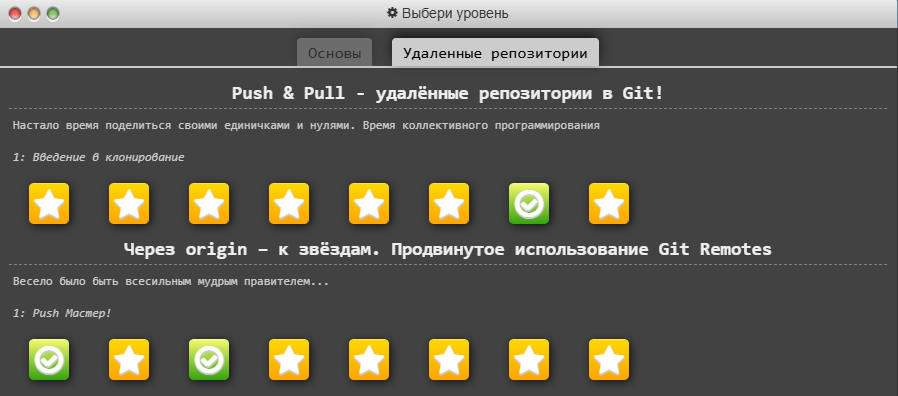 Выбери уровень
Основы
Удаленные репозитории
Push & Pull - удалённые репозитории в Git!
Настало время поделиться своими единичками и нулями. Время коллективного программирования
1: Введение в клонирование
Через origin – к звёздам. Продвинутое использование Git Remotes
Весело было быть всесильным мудрым правителем...
1: Push Мастер!